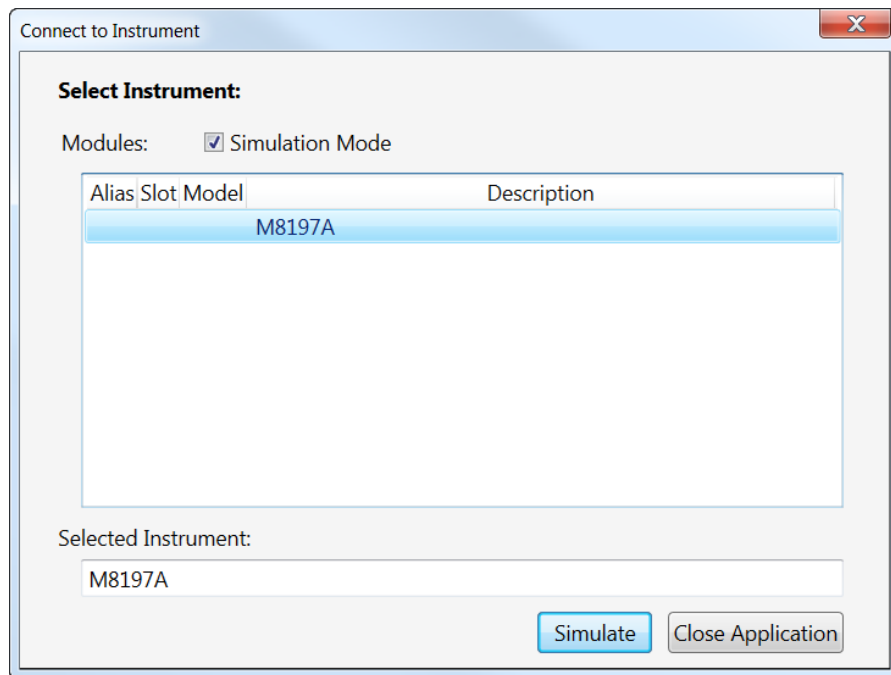 Connect to Instrument
Select Instrument:
Modules: Simulation Mode
Alias Slot Model Description
M8197A
Selected Instrument:
M8197A
Simulate Close Application